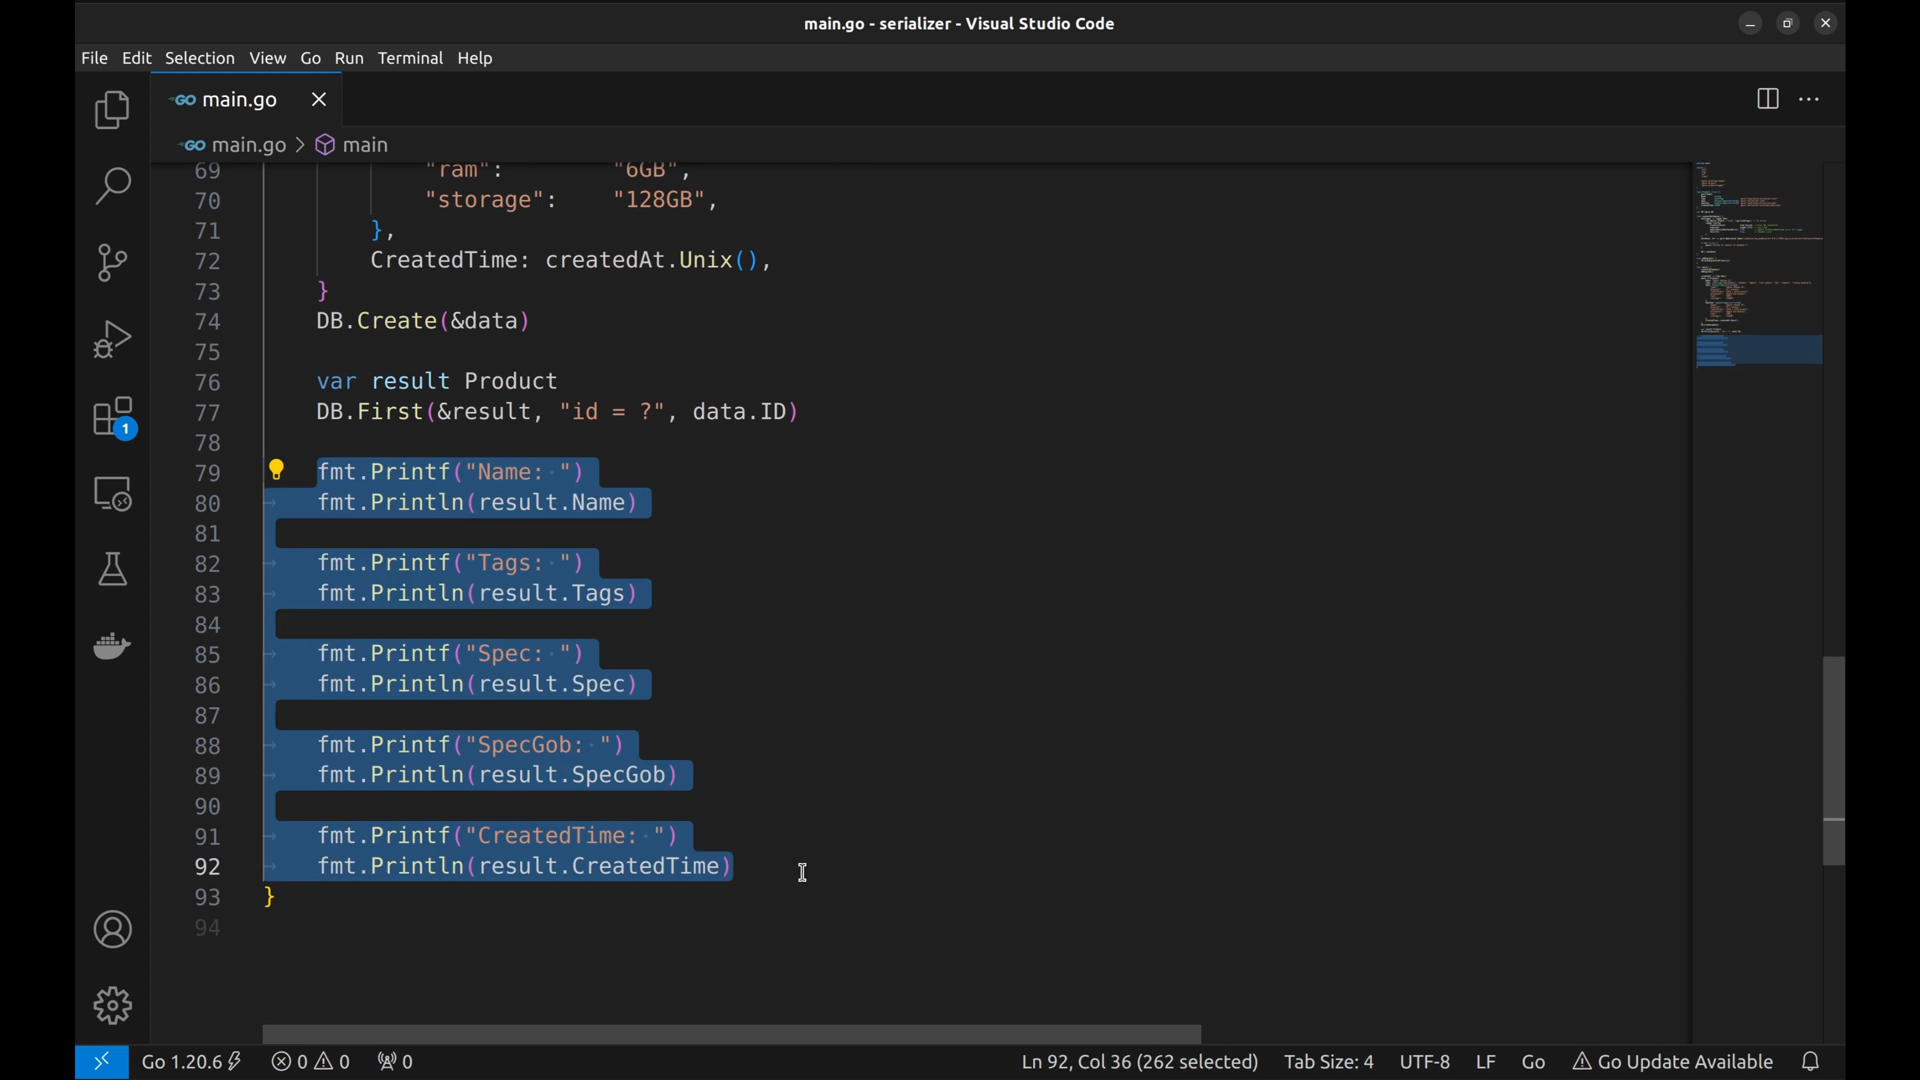 main.go - serializer - Visual Studio Code
File Edit Selection View Go Run Terminal Help
GO main.go
GO main.go > main
69 "ram": "6GB",
70 "storage": "128GB",
71 },
72 CreatedTime: createdAt.Unix(),
73 }
74 DB.Create(&data)
75
76 var result Product
77 DB.First(&result, "id = ?", data.ID)
78
79 fmt.Printf("Name: ")
80 fmt.Println(result.Name)
81
82 fmt.Printf("Tags: ")
83 fmt.Println(result.Tags)
84
85 fmt.Printf("Spec: ")
86 fmt.Println(result.Spec)
87
88 fmt.Printf("SpecGob: ")
89 fmt.Println(result.SpecGob)
90
91 fmt.Printf("CreatedTime: ")
92 fmt.Println(result.CreatedTime)
93 }
94
1
Go 1.20.6 0 0 0 Ln 92, Col 36 (262 selected) Tab Size: 4 UTF-8 LF Go Go Update Available